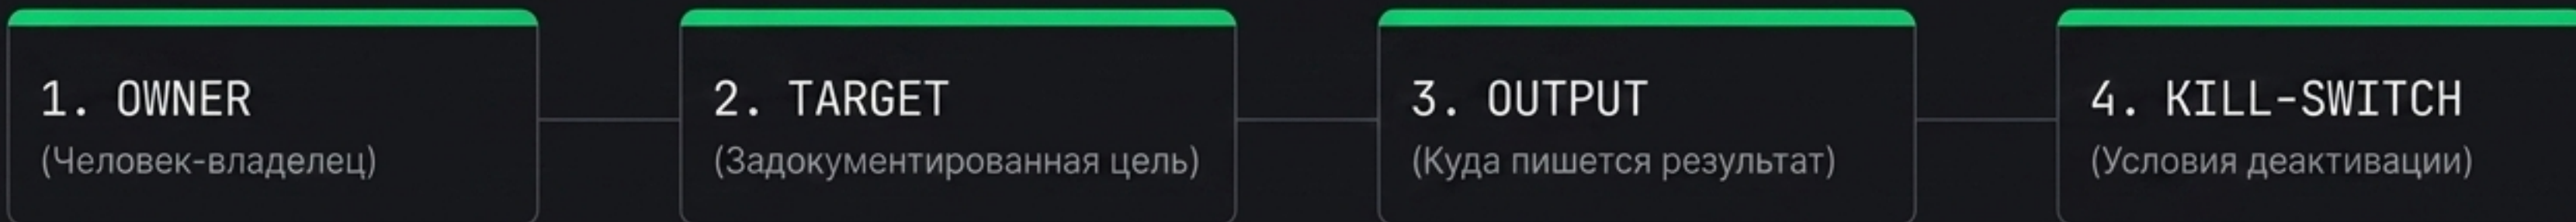 1. OWNER
(Человек-владелец)
2. TARGET
(Задокументированная цель)
3. OUTPUT
(Куда пишется результат)
4. KILL-SWITCH
(Условия деактивации)